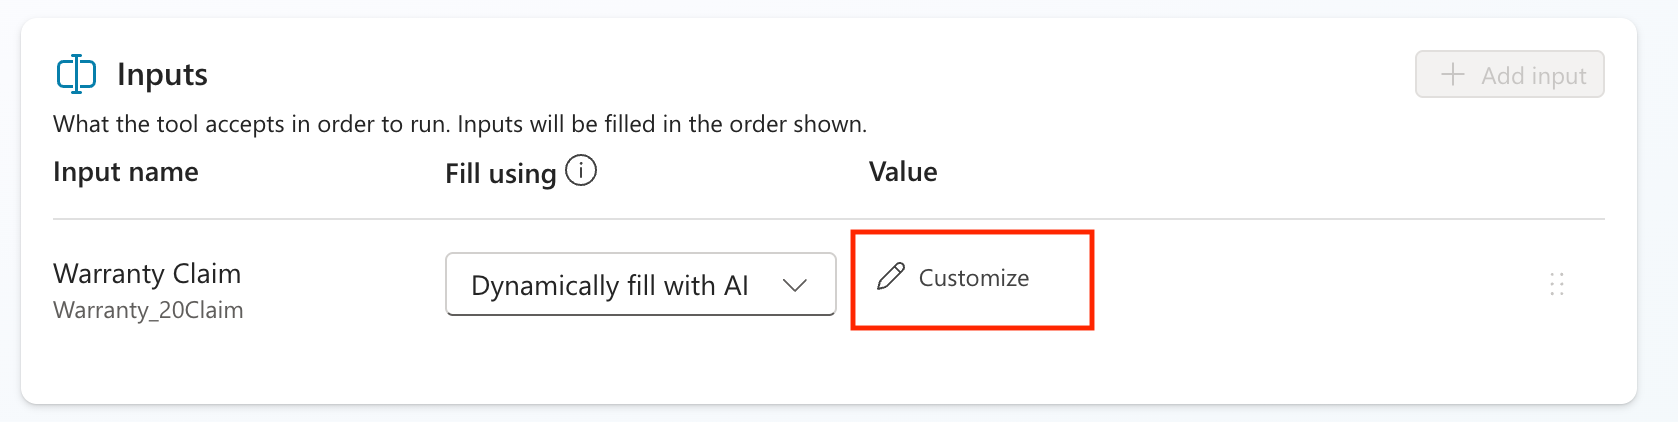 Inputs
Add input
What the tool accepts in order to run. Inputs will be filled in the order shown.
Input name Fill using Value
Warranty Claim Dynamically fill with AI Customize
Warranty_20Claim